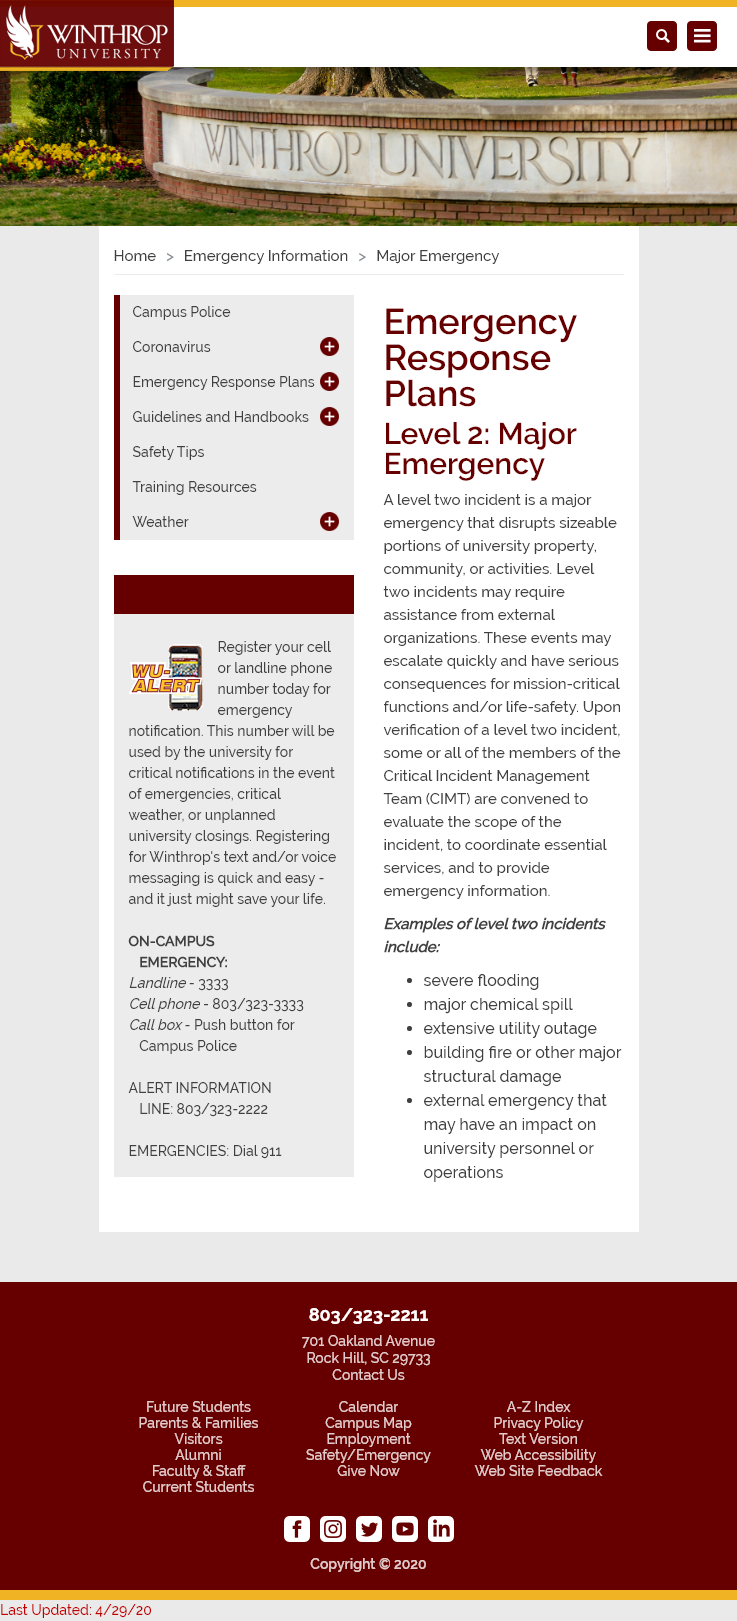 WINTHROP
UNIVERSITY
WINTHROP UNIVERSITY
Home > Emergency Information > Major Emergency
Campus Police
Coronavirus
Emergency Response Plans
Guidelines and Handbooks
Safety Tips
Training Resources
Weather
WU-
ALERT
Register your cell
or landline phone
number today for
emergency
notification. This number will be
used by the university for
critical notifications in the event
of emergencies, critical
weather, or unplanned
university closings. Registering
for Winthrop's text and/or voice
messaging is quick and easy -
and it just might save your life.
ON-CAMPUS
EMERGENCY:
Landline - 3333
Cell phone - 803/323-3333
Call box - Push button for
Campus Police
ALERT INFORMATION
LINE: 803/323-2222
EMERGENCIES: Dial 911
Emergency
Response
Plans
Level 2: Major
Emergency
A level two incident is a major
emergency that disrupts sizeable
portions of university property,
community, or activities. Level
two incidents may require
assistance from external
organizations. These events may
escalate quickly and have serious
consequences for mission-critical
functions and/or life-safety. Upon
verification of a level two incident,
some or all of the members of the
Critical Incident Management
Team (CIMT) are convened to
evaluate the scope of the
incident, to coordinate essential
services, and to provide
emergency information.
Examples of level two incidents
include:
severe flooding
major chemical spill
extensive utility outage
building fire or other major
structural damage
external emergency that
may have an impact on
university personnel or
operations
803/323-2211
701 Oakland Avenue
Rock Hill, SC 29733
Contact Us
Future Students
Parents & Families
Visitors
Alumni
Faculty & Staff
Current Students
Calendar
Campus Map
Employment
Safety/Emergency
Give Now
A-Z Index
Privacy Policy
Text Version
Web Accessibility
Web Site Feedback
Copyright © 2020
Last Updated: 4/29/20